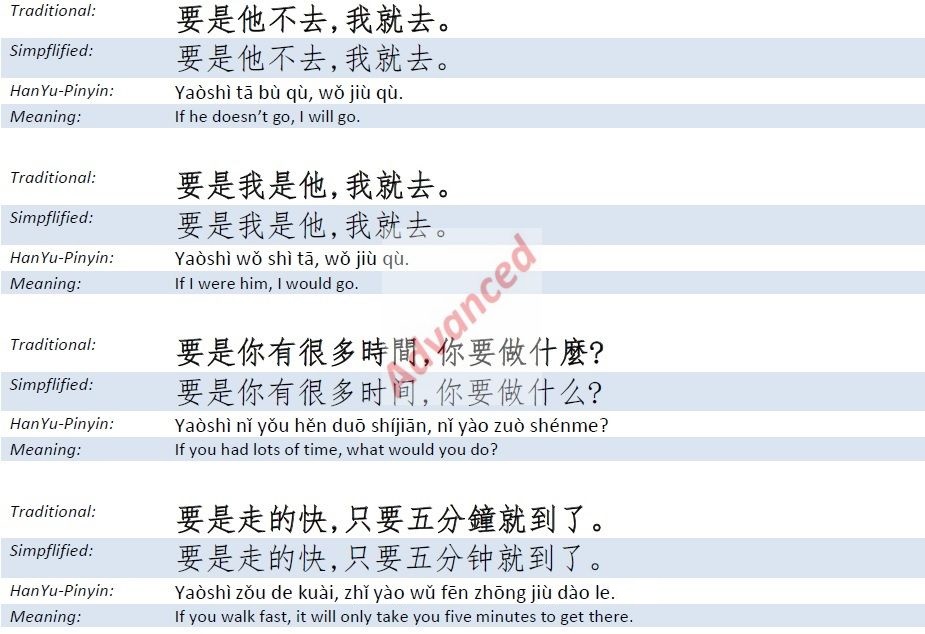 Traditional: 要是他不去,我就去。
Simpflified: 要是他不去,我就去。
HanYu-Pinyin: Yaòshì tā bù qù, wǒ jiù qù.
Meaning: If he doesn’t go, I will go.
Traditional: 要是我是他,我就去。
Simpflified: 要是我是他,我就去。
HanYu-Pinyin: Yaòshì wǒ shì tā, wǒ jiù qù.
Meaning: If I were him, I would go.
Advanced
Traditional: 要是你有很多時間,你要做什麼?
Simpflified: 要是你有很多时间,你要做什么?
HanYu-Pinyin: Yaòshì nǐ yǒu hěn duō shíjiān, nǐ yào zuò shénme?
Meaning: If you had lots of time, what would you do?
Traditional: 要是走的快,只要五分鐘就到了。
Simpflified: 要是走的快,只要五分钟就到了。
HanYu-Pinyin: Yaòshì zǒu de kuài, zhǐ yào wǔ fēn zhōng jiù dào le.
Meaning: If you walk fast, it will only take you five minutes to get there.